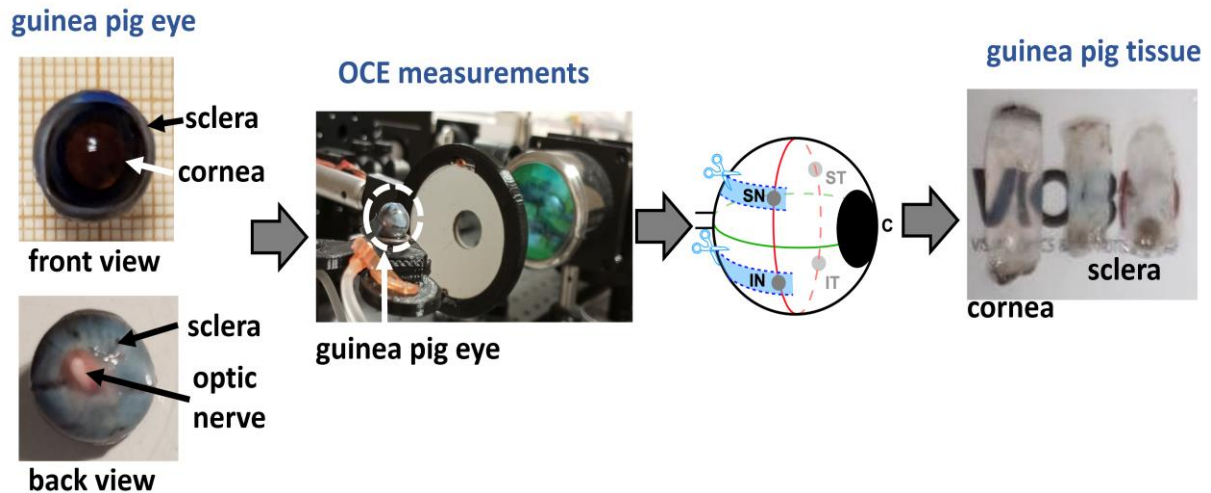 guinea pig eye
sclera
cornea
front view
sclera
optic
nerve
back view
OCE measurements
guinea pig eye
SN
ST
IN
IT
C
guinea pig tissue
sclera
cornea